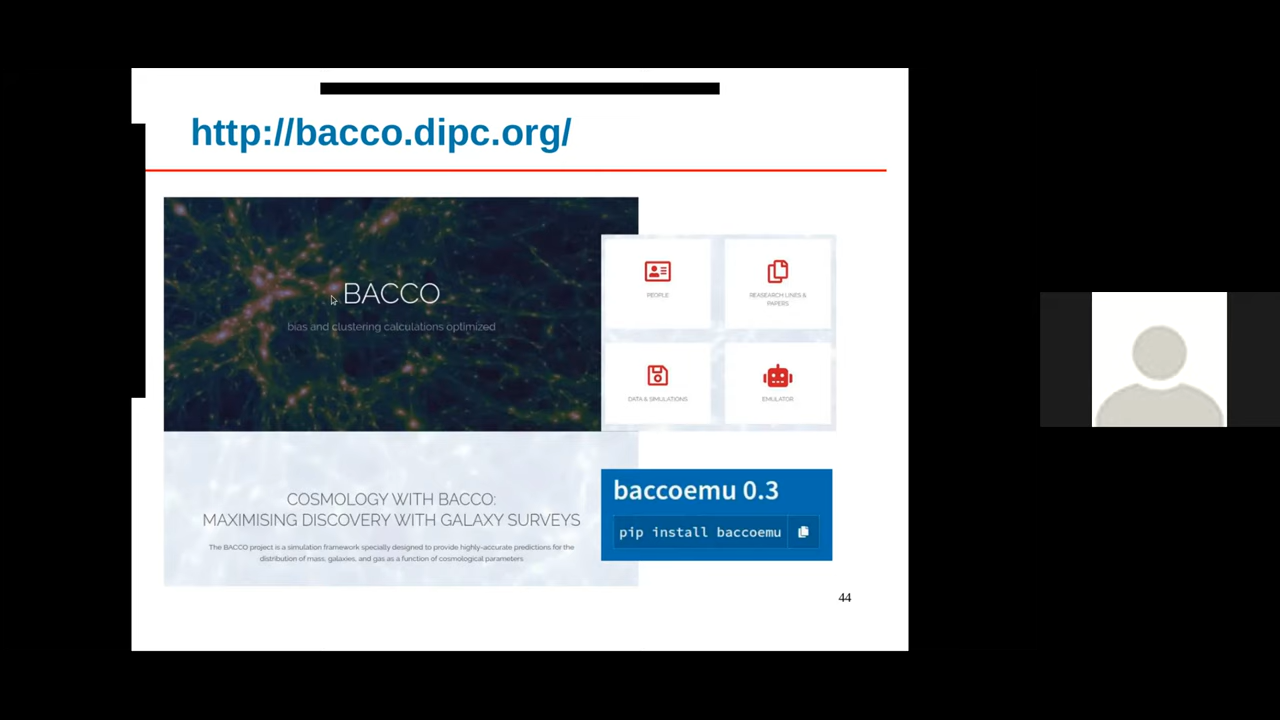 http://bacco.dipc.org/
BACCO
bias and clustering calculations optimized
PEOPLE
REASEARCH LINES &
PAPERS
DATA & SIMULATIONS
EMULATOR
COSMOLOGY WITH BACCO:
MAXIMISING DISCOVERY WITH GALAXY SURVEYS
The BACCO project is a simulation framework specially designed to provide highly-accurate predictions for the
distribution of mass, galaxies, and gas as a function of cosmological parameters
baccoemu 0.3
pip install baccoemu
44